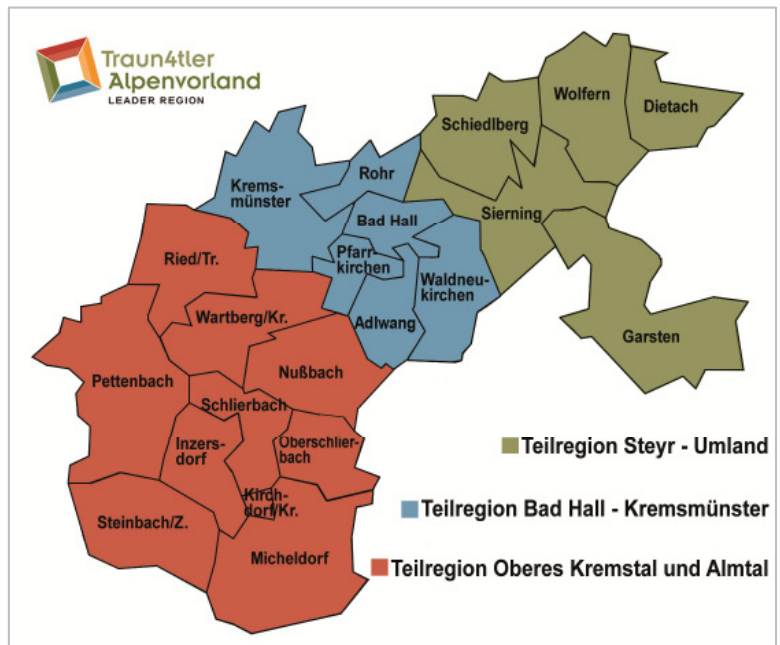 Traun4tler
Alpenvorland
LEADER REGION
Wolfern
Dietach
Schiedlberg
Rohr
Krems-
münster
Sierning
Bad Hall
Pfarr-
kirchen
Waldneu-
kirchen
Ried/Tr.
Wartberg/Kr.
Adlwang
Garsten
Nußbach
Pettenbach
Schlierbach
Inzers-
dorf
Oberschlier-
bach
Kirch-
dorf/Kr.
Steinbach/Z.
Micheldorf
Teilregion Steyr - Umland
Teilregion Bad Hall - Kremsmünster
Teilregion Oberes Kremstal und Almtal